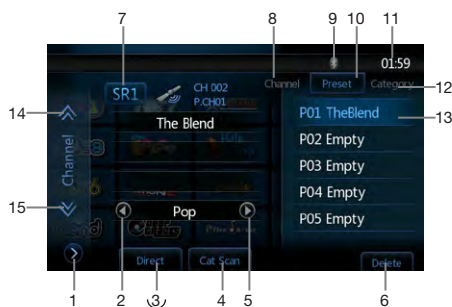 7 8 9 10 11
01:59
Channel Preset Category
12
SR1
CH 002
P.CH01
14
The Blend
P01 TheBlend
13
P02 Empty
Channel
P03 Empty
P04 Empty
15
Pop
P05 Empty
Direct
Cat Scan
Delete
1 2 3 4 5 6